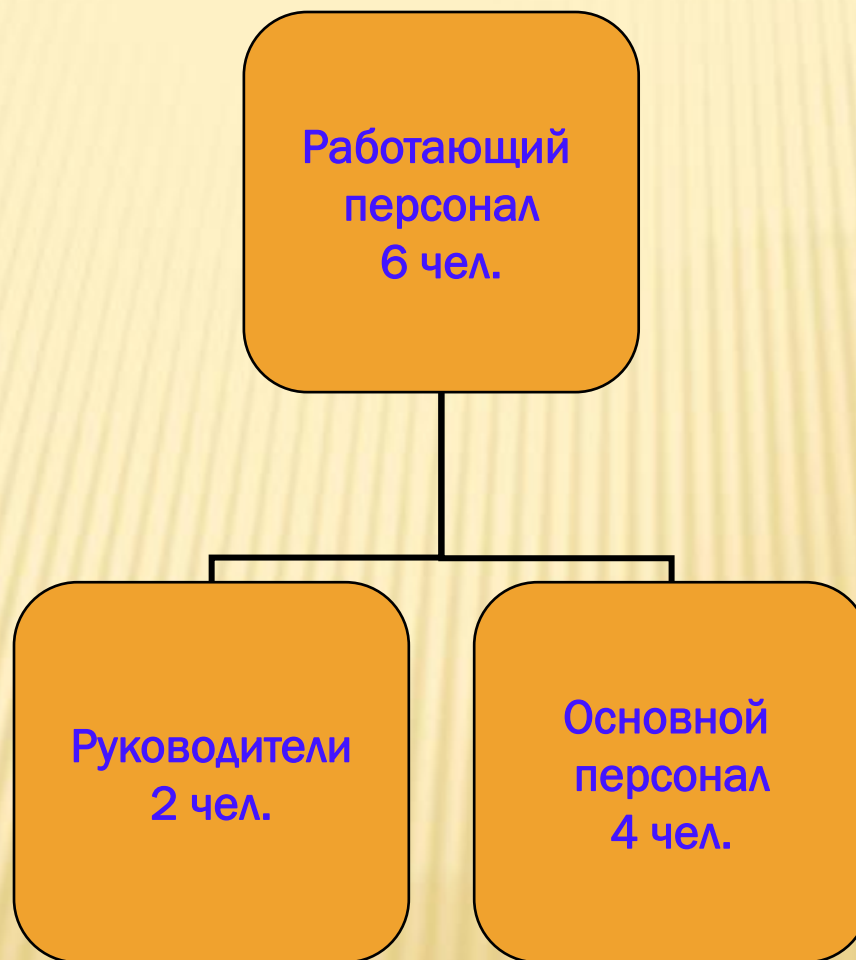 Работающий
персонал
6 чел.
Руководители
2 чел.
Основной
персонал
4 чел.